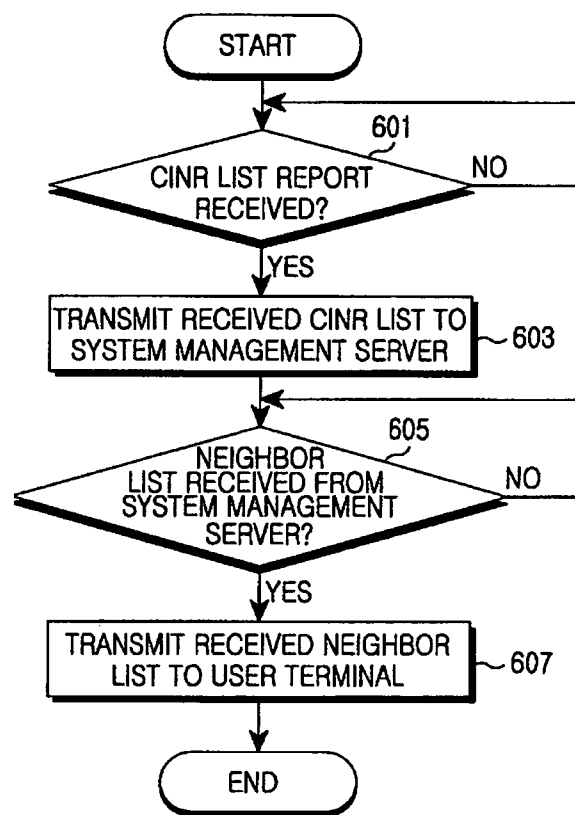 START
601
CINR LIST REPORT
RECEIVED?
NO
YES
TRANSMIT RECEIVED CINR LIST TO
SYSTEM MANAGEMENT SERVER
603
605
NEIGHBOR
LIST RECEIVED FROM
SYSTEM MANAGEMENT
SERVER?
NO
YES
TRANSMIT RECEIVED NEIGHBOR
LIST TO USER TERMINAL
607
END